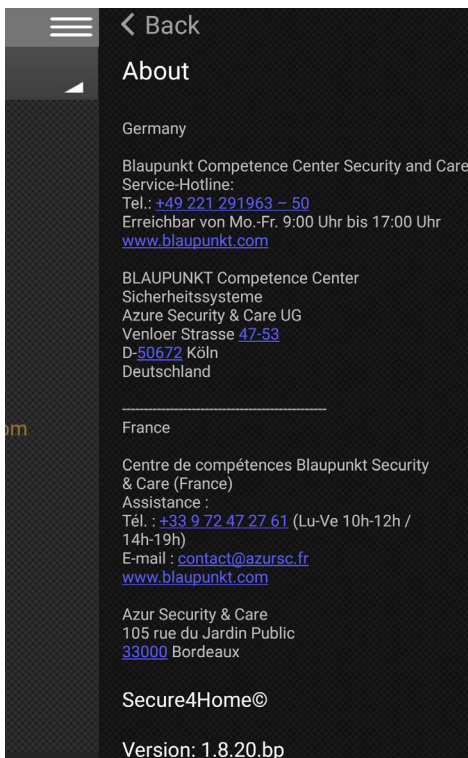 Back
About
Germany
Blaupunkt Competence Center Security and Care
Service-Hotline:
Tel.: +49 221 291963 – 50
Erreichbar von Mo.-Fr. 9:00 Uhr bis 17:00 Uhr
www.blaupunkt.com
BLAUPUNKT Competence Center
Sicherheitssysteme
Azure Security & Care UG
Venloer Strasse 47-53
D-50672 Köln
Deutschland
-----------------------------------------------
France
Centre de compétences Blaupunkt Security
& Care (France)
Assistance :
Tél. : +33 9 72 47 27 61 (Lu-Ve 10h-12h /
14h-19h)
E-mail : contact@azursc.fr
www.blaupunkt.com
Azur Security & Care
105 rue du Jardin Public
33000 Bordeaux
Secure4Home©
Version: 1.8.20.bp